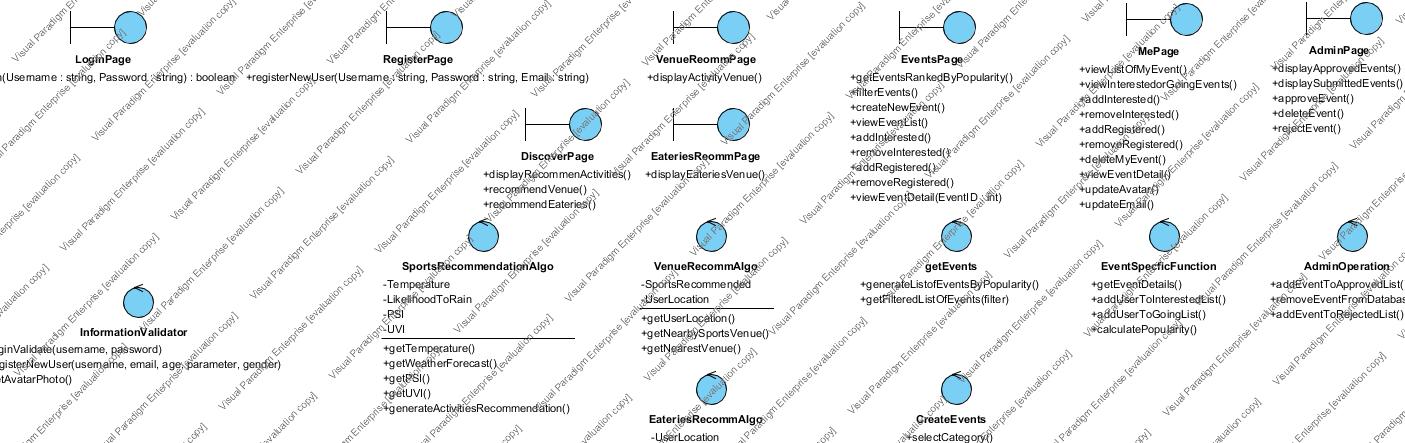 LoginPage
(Username : string, Password : string) : boolean
RegisterPage
+registerNewUser(Username : string, Password : string, Email : string)
VenueReommPage
+displayActivityVenue()
EventsPage
+getEventsRankedByPopularity()
+filterEvents()
+createNewEvent()
+viewEventList()
+addInterested()
+removeInterested()
+addRegistered()
+removeRegistered()
+viewEventDetail(EventID : int)
MePage
+viewListOfMyEvent()
+viewInterestedorGoingEvents()
+addInterested()
+removeInterested()
+addRegistered()
+removeRegistered()
+deleteMyEvent()
+viewEventDetail()
+updateAvatar()
+updateEmail()
AdminPage
+displayApprovedEvents()
+displaySubmittedEvents()
+approveEvent()
+deleteEvent()
+rejectEvent()
DiscoverPage
+displayRecommenActivities()
+recommendVenue()
+recommendEateries()
EateriesReommPage
+displayEateriesVenue()
InformationValidator
ginValidate(username, password)
gisterNewUser(username, email, age, parameter, gender)
tAvatarPhoto()
SportsRecommendationAlgo
-Temperature
-LikelihoodToRain
-PSI
-UVI
+getTemperature()
+getWeatherForecast()
+getPSI()
+getUVI()
+generateActivitiesRecommendation()
VenueRecommAlgo
-SportsRecommended
-UserLocation
+getUserLocation()
+getNearbySportsVenue()
+getNearestVenue()
getEvents
+generateListofEventsByPopularity()
+getFilteredListOfEvents(filter)
EventSpecficFunction
+getEventDetails()
+addUserToInterestedList()
+addUserToGoingList()
+calculatePopularity()
AdminOperation
+addEventToApprovedList(
+removeEventFromDatabas
+addEventToRejectedList()
EateriesRecommAlgo
-UserLocation
CreateEvents
+selectCategory()
Visual Paradigm Enterprise [evaluation copy]